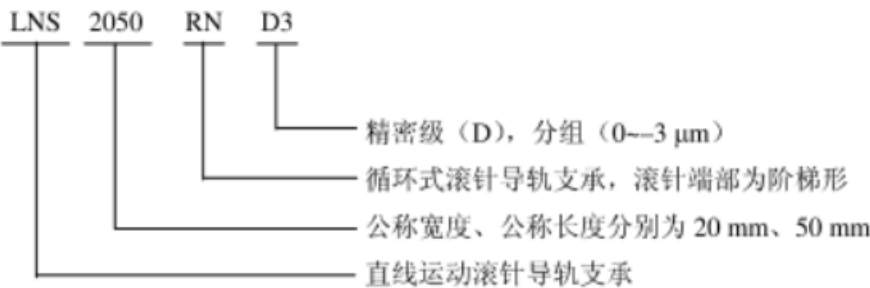 LNS 2050 RN D3
精密级（D），分组（0~–3 μm）
循环式滚针导轨支承，滚针端部为阶梯形
公称宽度、公称长度分别为 20 mm、50 mm
直线运动滚针导轨支承